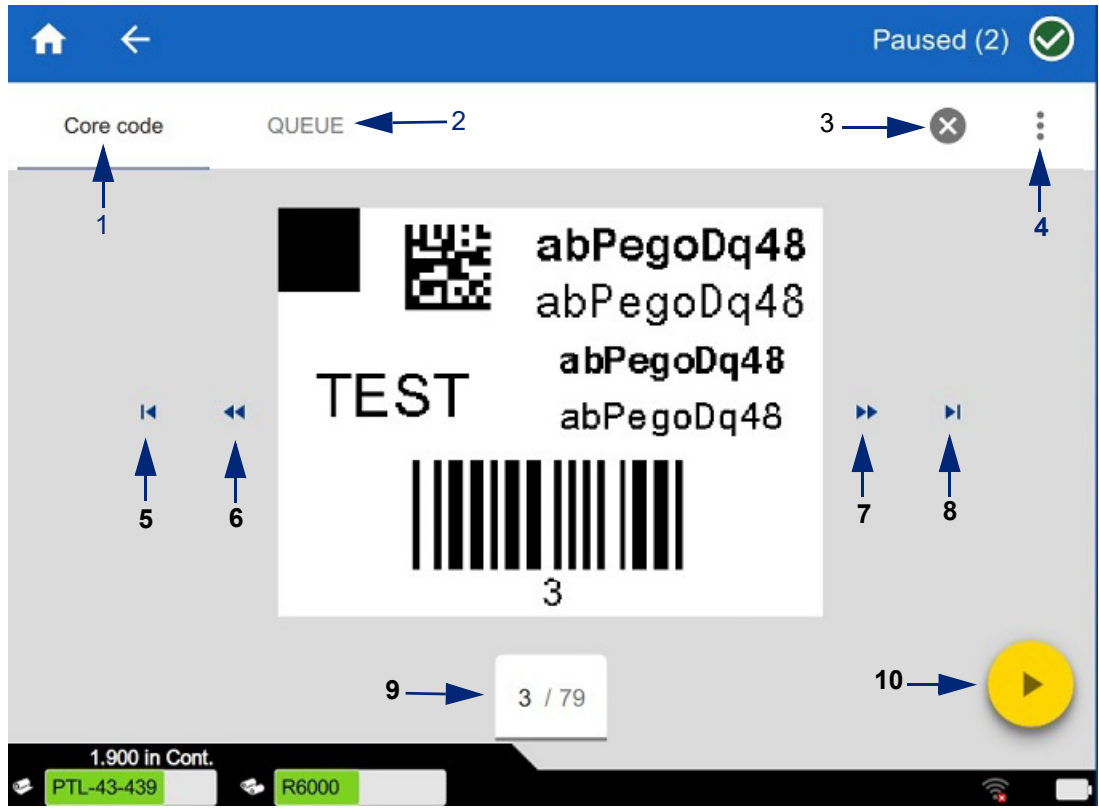 Paused (2)
Core code
QUEUE
2
3
1
4
abPegoDq48
abPegoDq48
abPegoDq48
TEST
abPegoDq48
5
6
7
8
3
9
3 / 79
10
1.900 in Cont.
PTL-43-439
R6000